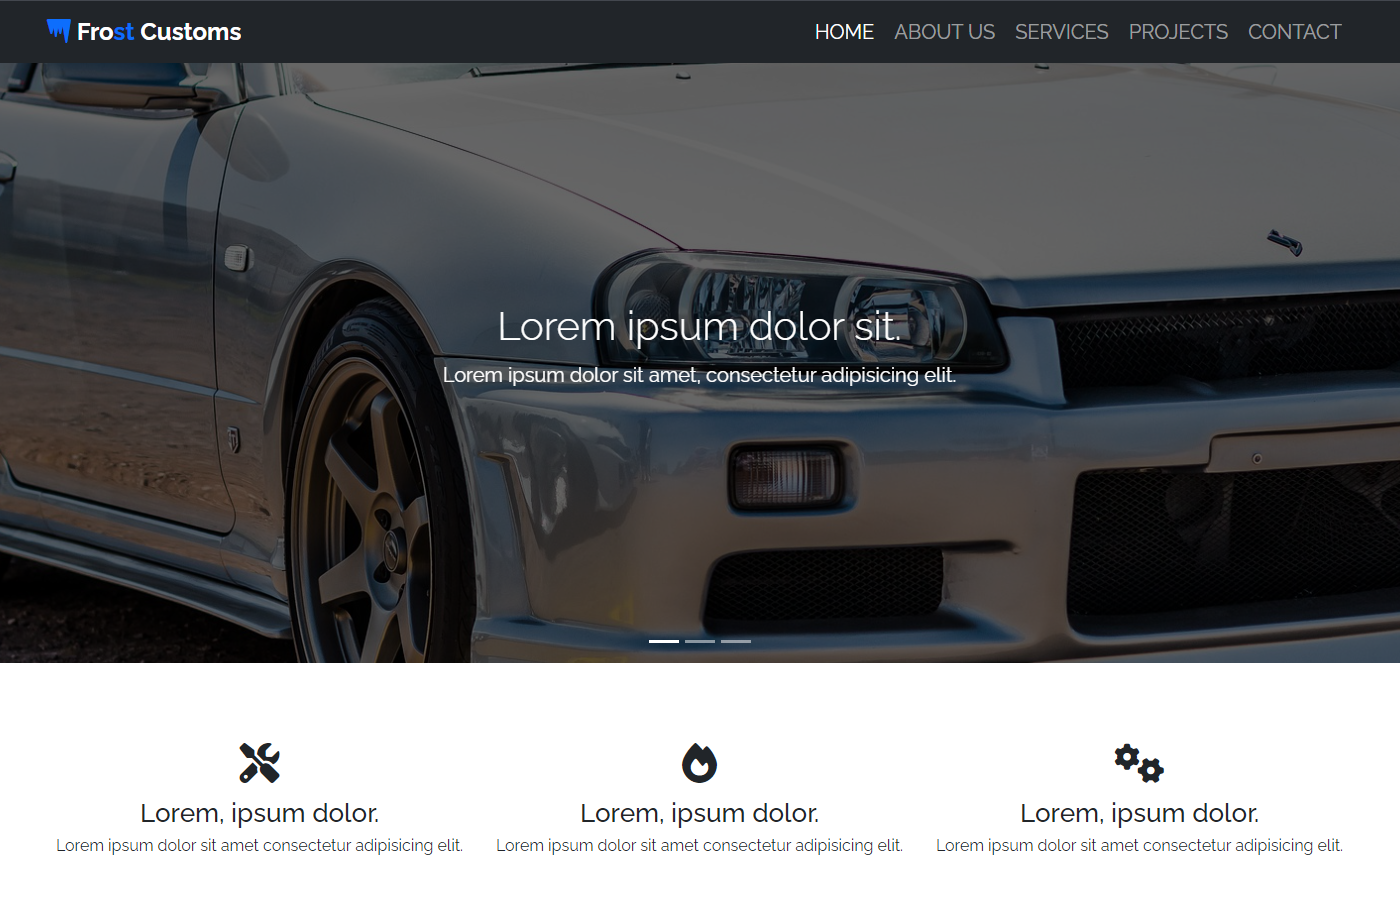 Frost Customs
HOME ABOUT US SERVICES PROJECTS CONTACT
Lorem ipsum dolor sit.
Lorem ipsum dolor sit amet, consectetur adipisicing elit.
Lorem, ipsum dolor.
Lorem ipsum dolor sit amet consectetur adipisicing elit.
Lorem, ipsum dolor.
Lorem ipsum dolor sit amet consectetur adipisicing elit.
Lorem, ipsum dolor.
Lorem ipsum dolor sit amet consectetur adipisicing elit.